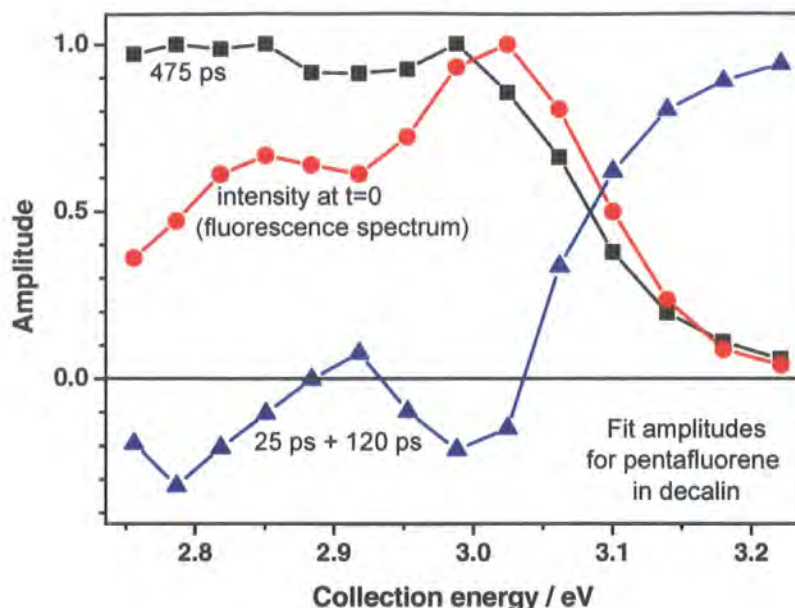 1.0
475 ps
intensity at t=0
(fluorescence spectrum)
0.5
Amplitude
0.0
25 ps + 120 ps
Fit amplitudes
for pentafluorene
in decalin
2.8
2.9
3.0
3.1
3.2
Collection energy / eV